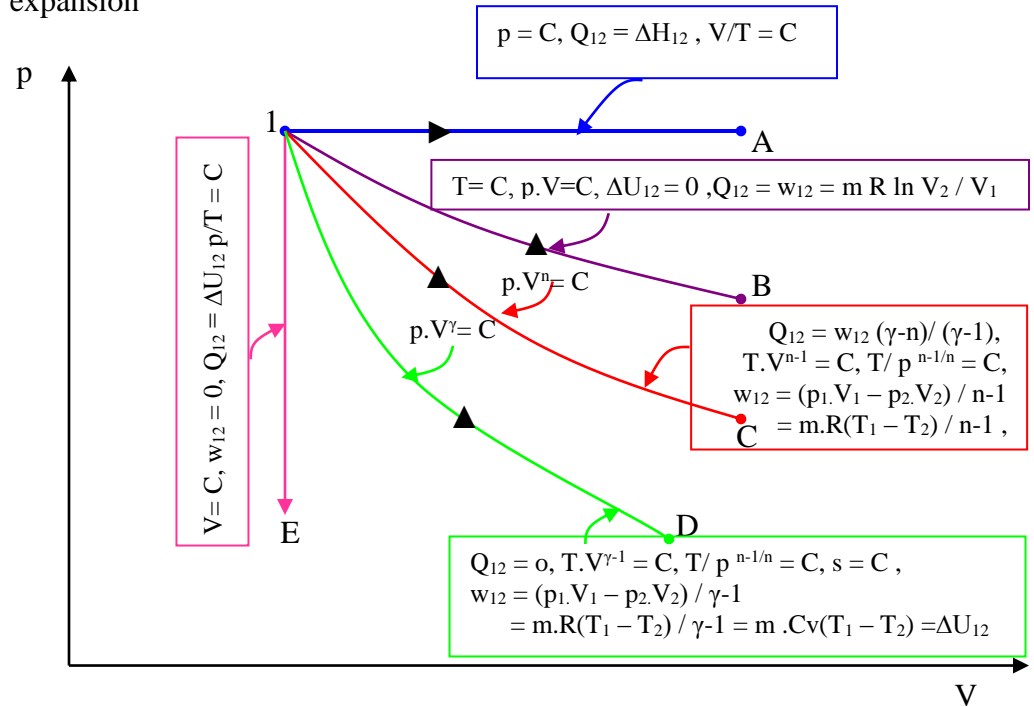 expansion
p = C, Q₁₂ = ΔH₁₂ , V/T = C
p
1
A
T= C, p.V=C, ΔU₁₂ = 0 ,Q₁₂ = w₁₂ = m R ln V₂ / V₁
V= C, w₁₂ = 0, Q₁₂ = ΔU₁₂ p/T = C
B
p.Vⁿ= C
p.V^γ= C
Q₁₂ = w₁₂ (γ-n)/ (γ-1),
T.Vⁿ⁻¹ = C, T/ p ^n-1/n = C,
w₁₂ = (p₁.V₁ – p₂.V₂) / n-1
= m.R(T₁ – T₂) / n-1 ,
C
E
D
Q₁₂ = o, T.V^γ-1 = C, T/ p ^n-1/n = C, s = C ,
w₁₂ = (p₁.V₁ – p₂.V₂) / γ-1
= m.R(T₁ – T₂) / γ-1 = m .Cv(T₁ – T₂) =ΔU₁₂
V